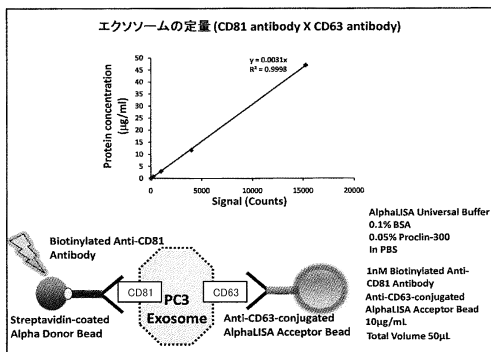 エクソソームの定量 (CD81 antibody X CD63 antibody)
y = 0.0031x
R² = 0.9998
Protein concentration
(μg/ml)
50
45
40
35
30
25
20
15
10
5
0
0
5000
10000
15000
20000
Signal (Counts)
AlphaLISA Universal Buffer
0.1% BSA
0.05% Proclin-300
In PBS
Biotinylated Anti-CD81
Antibody
CD81
PC3
Exosome
CD63
Streptavidin-coated
Alpha Donor Bead
Anti-CD63-conjugated
AlphaLISA Acceptor Bead
1nM Biotinylated Anti-
CD81 Antibody
Anti-CD63-conjugated
AlphaLISA Acceptor Bead
10μg/mL
Total Volume 50μL